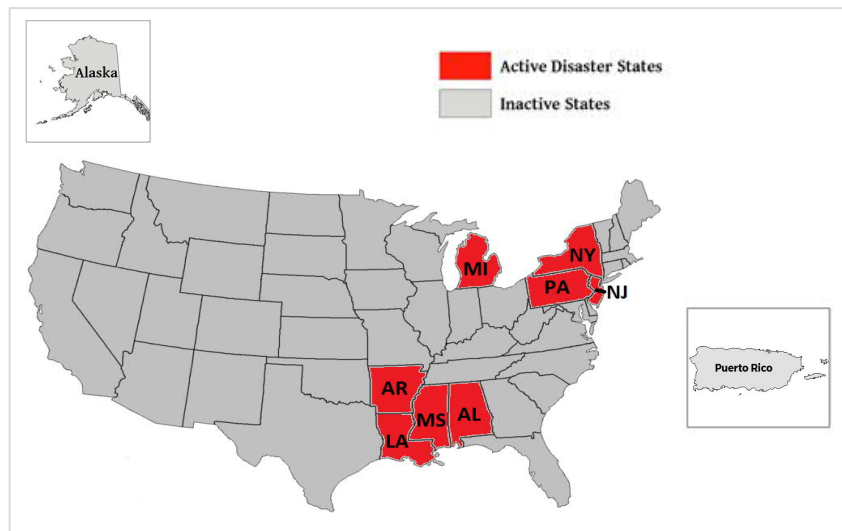 Alaska
Active Disaster States
Inactive States
NY
MI
PA
NJ
Puerto Rico
AR
MS
AL
LA